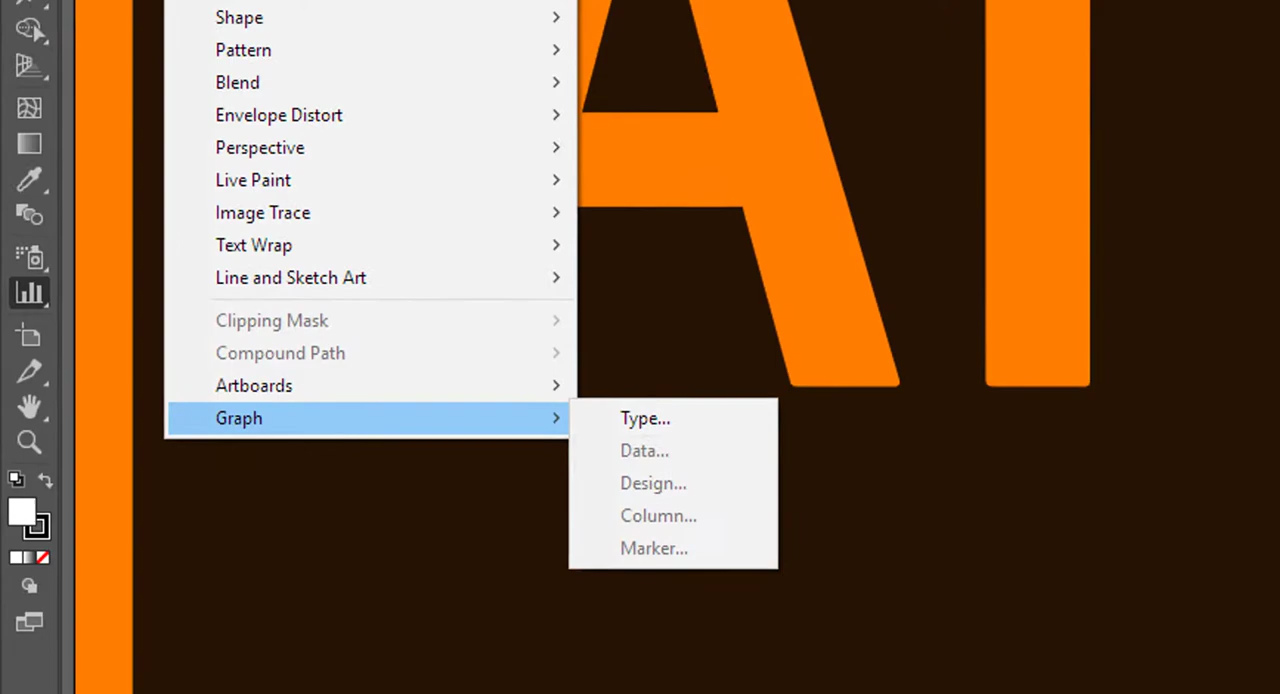 Shape
Pattern
Blend
Envelope Distort
Perspective
Live Paint
Image Trace
Text Wrap
Line and Sketch Art
Clipping Mask
Compound Path
Artboards
Graph
Type...
Data...
Design...
Column...
Marker...
AI